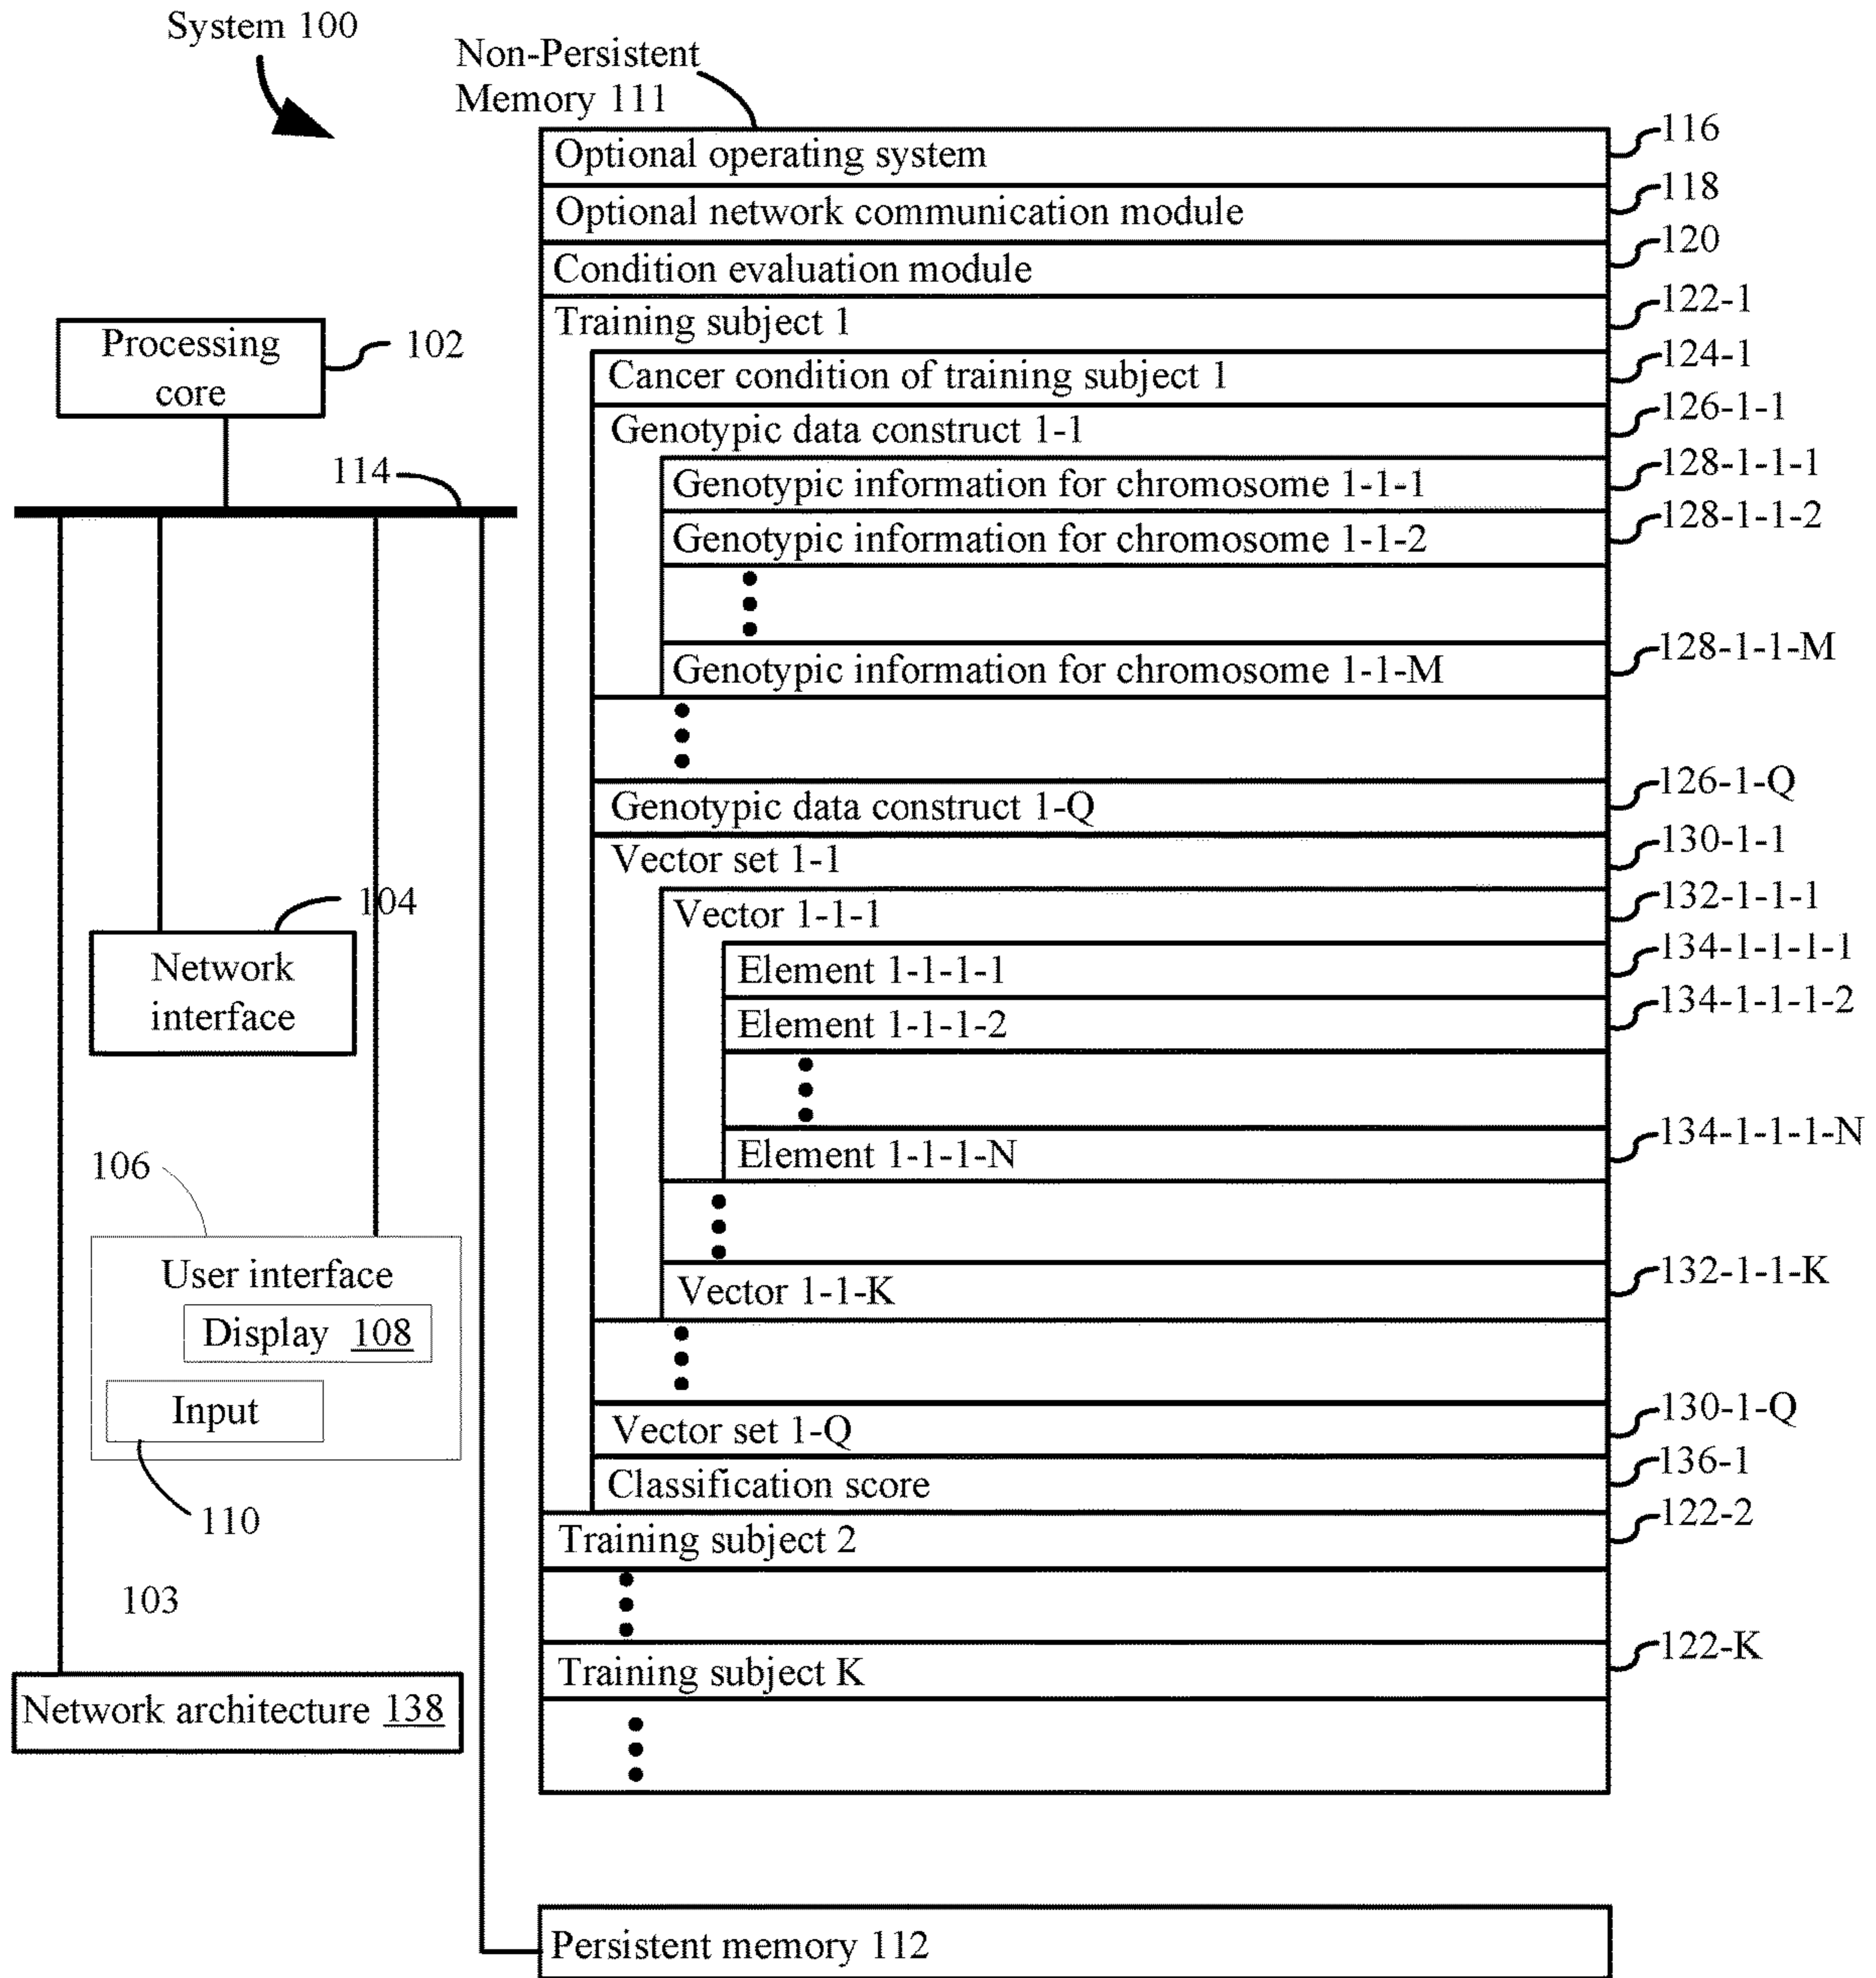 System 100
Non-Persistent
Memory 111
Optional operating system
116
Optional network communication module
118
Condition evaluation module
120
Training subject 1
122-1
Cancer condition of training subject 1
124-1
Genotypic data construct 1-1
126-1-1
Genotypic information for chromosome 1-1-1
128-1-1-1
Genotypic information for chromosome 1-1-2
128-1-1-2
Genotypic information for chromosome 1-1-M
128-1-1-M
Genotypic data construct 1-Q
126-1-Q
Vector set 1-1
130-1-1
Vector 1-1-1
132-1-1-1
Element 1-1-1-1
134-1-1-1-1
Element 1-1-1-2
134-1-1-1-2
Element 1-1-1-N
134-1-1-1-N
Vector 1-1-K
132-1-1-K
Vector set 1-Q
130-1-Q
Classification score
136-1
Training subject 2
122-2
Training subject K
122-K
Processing
core
102
114
104
Network
interface
106
User interface
Display 108
Input
110
103
Network architecture 138
Persistent memory 112